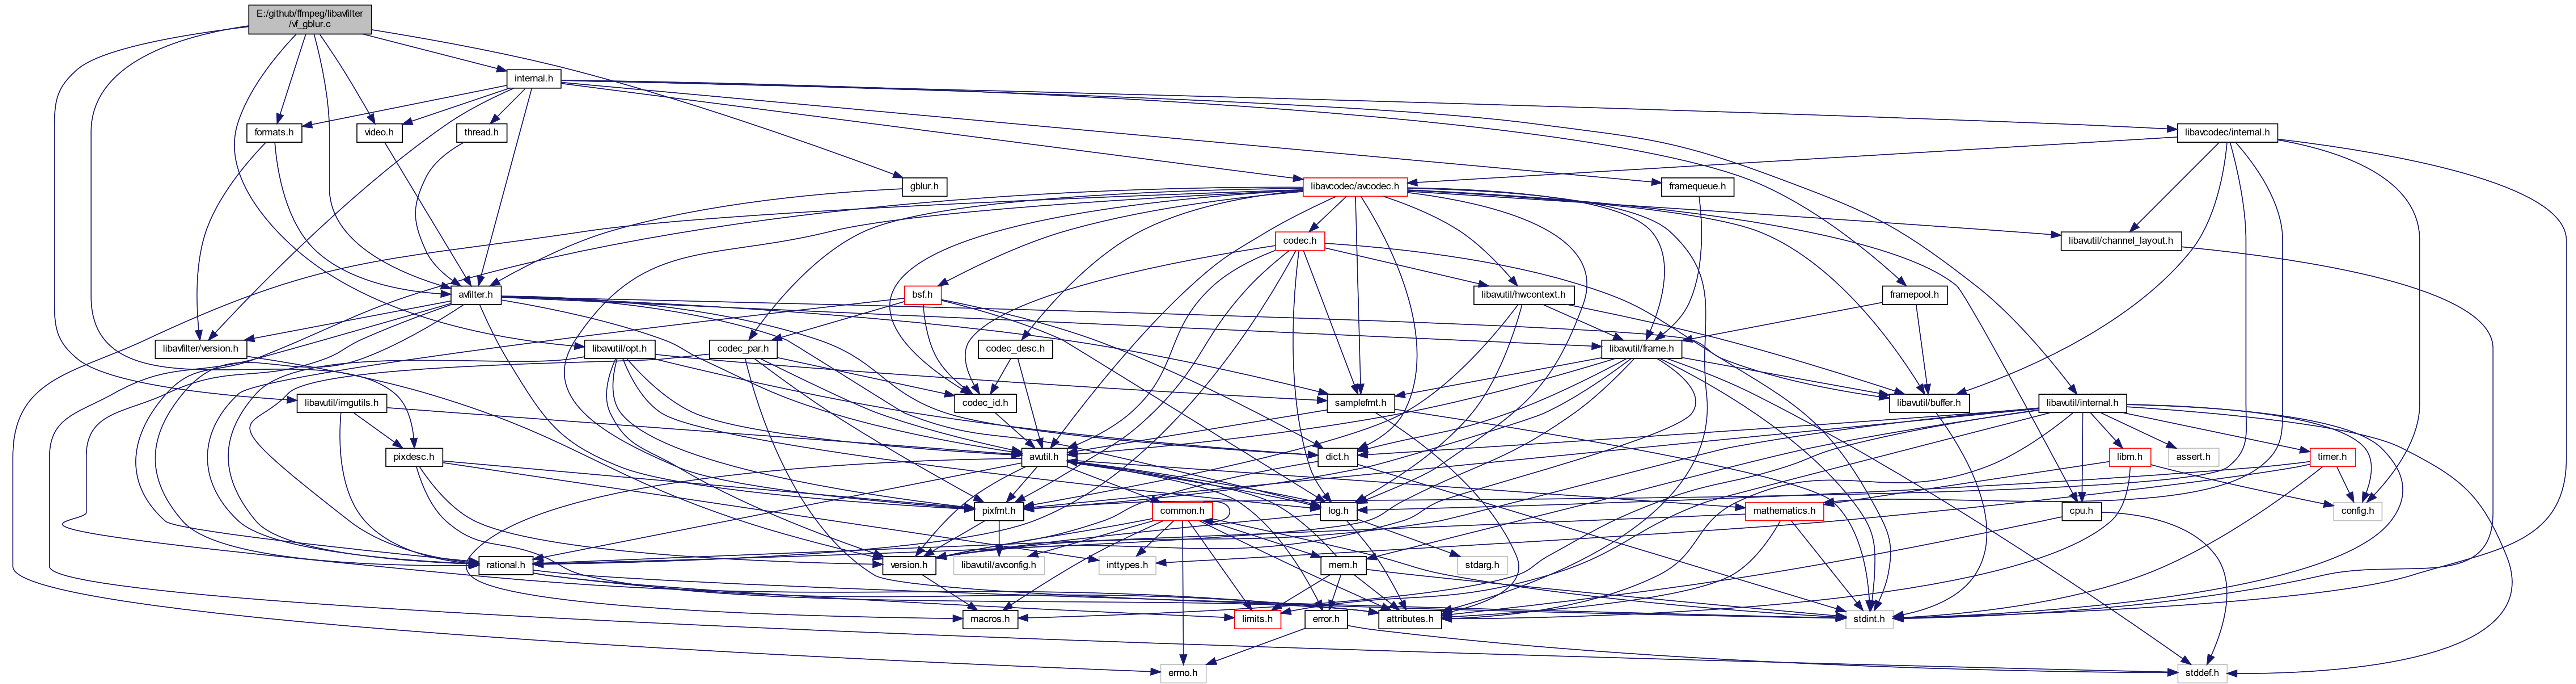 E:/github/ffmpeg/libavfilter
/vf_gblur.c
internal.h
formats.h
video.h
thread.h
libavcodec/internal.h
gblur.h
libavcodec/avcodec.h
framequeue.h
codec.h
libavutil/channel_layout.h
avfilter.h
bsf.h
libavutil/hwcontext.h
framepool.h
libavfilter/version.h
libavutil/opt.h
codec_par.h
codec_desc.h
libavutil/frame.h
libavutil/imgutils.h
codec_id.h
samplefmt.h
libavutil/buffer.h
libavutil/internal.h
pixdesc.h
avutil.h
dict.h
libm.h
assert.h
timer.h
pixfmt.h
common.h
log.h
mathematics.h
cpu.h
config.h
rational.h
version.h
libavutil/avconfig.h
inttypes.h
mem.h
stdarg.h
macros.h
limits.h
error.h
attributes.h
stdint.h
errno.h
stddef.h